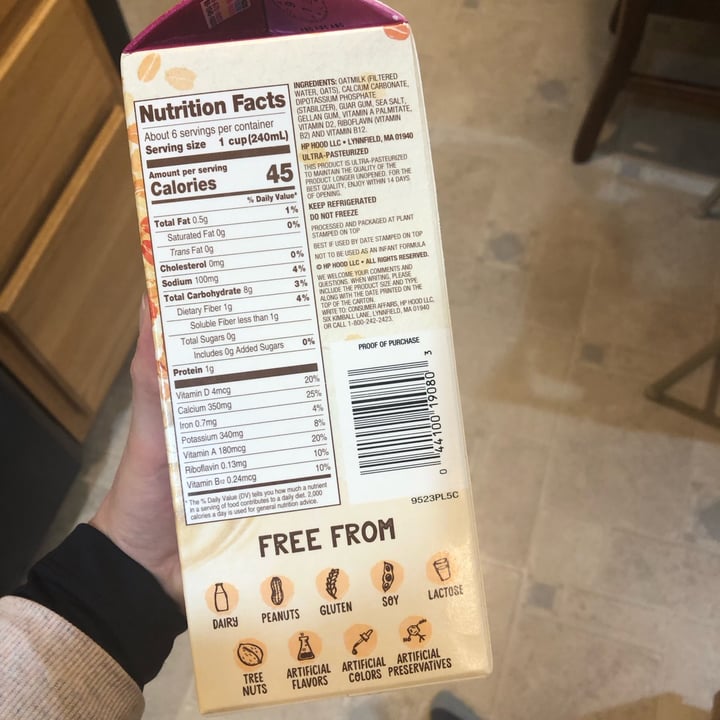 Nutrition Facts
About 6 servings per container
Serving size 1 cup (240mL)
Amount per serving
Calories 45
% Daily Value*
Total Fat 0.5g 1%
Saturated Fat 0g 0%
Trans Fat 0g
Cholesterol 0mg 0%
Sodium 100mg 4%
Total Carbohydrate 8g 3%
Dietary Fiber 1g 4%
Soluble Fiber less than 1g
Total Sugars 0g
Includes 0g Added Sugars 0%
Protein 1g
Vitamin D 4mcg 20%
Calcium 350mg 25%
Iron 0.7mg 4%
Potassium 340mg 8%
Vitamin A 180mcg 20%
Riboflavin 0.13mg 10%
Vitamin B12 0.24mcg 10%
*The % Daily Value (DV) tells you how much a nutrient
in a serving of food contributes to a daily diet. 2,000
calories a day is used for general nutrition advice.
INGREDIENTS: OATMILK (FILTERED
WATER, OATS), CALCIUM CARBONATE,
DIPOTASSIUM PHOSPHATE
(STABILIZER), GUAR GUM, SEA SALT,
GELLAN GUM, VITAMIN A PALMITATE,
VITAMIN D2, RIBOFLAVIN (VITAMIN
B2) AND VITAMIN B12.
HP HOOD LLC • LYNNFIELD, MA 01940
ULTRA-PASTEURIZED
THIS PRODUCT IS ULTRA-PASTEURIZED
TO MAINTAIN THE QUALITY OF THE
PRODUCT LONGER UNOPENED. FOR THE
BEST QUALITY, ENJOY WITHIN 14 DAYS
OF OPENING.
KEEP REFRIGERATED
DO NOT FREEZE
PROCESSED AND PACKAGED AT PLANT
STAMPED ON TOP
BEST IF USED BY DATE STAMPED ON TOP
NOT TO BE USED AS AN INFANT FORMULA
© HP HOOD LLC • ALL RIGHTS RESERVED.
WE WELCOME YOUR COMMENTS AND
QUESTIONS. WHEN WRITING, PLEASE
INCLUDE THE PRODUCT SIZE AND TYPE
ALONG WITH THE DATE PRINTED ON THE
TOP OF THE CARTON.
WRITE TO: CONSUMER AFFAIRS, HP HOOD LLC,
SIX KIMBALL LANE, LYNNFIELD, MA 01940
OR CALL 1-800-242-2423.
PROOF OF PURCHASE
0 44100 19080 3
9523PL5C
FREE FROM
DAIRY PEANUTS GLUTEN SOY LACTOSE
TREE NUTS ARTIFICIAL FLAVORS ARTIFICIAL COLORS ARTIFICIAL PRESERVATIVES